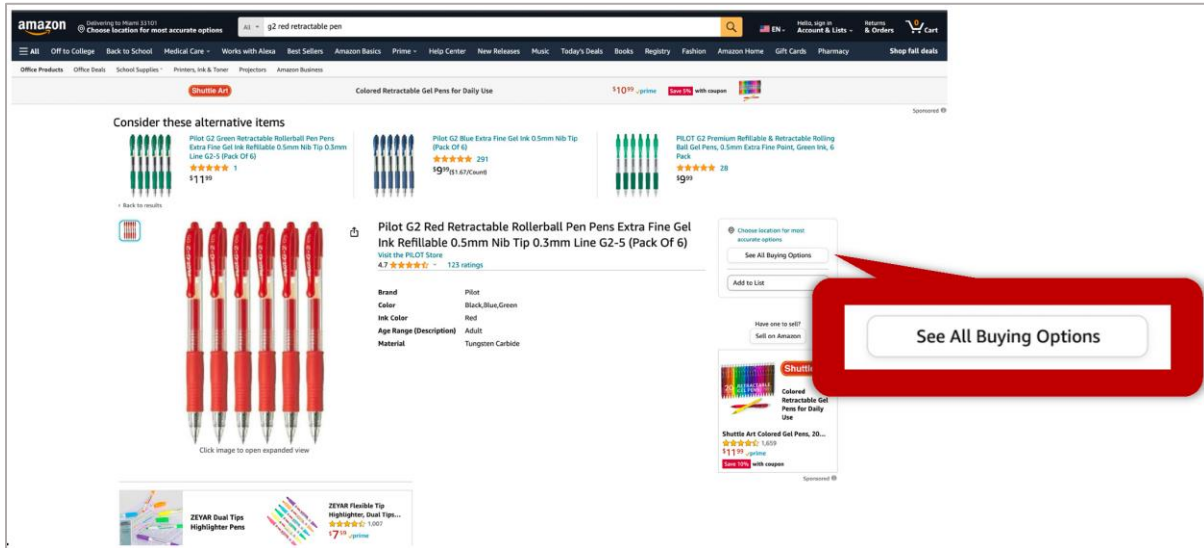 amazon
Delivering to Miami 33101
Choose location for most accurate options
All
g2 red retractable pen
EN
Hello, sign in
Account & Lists
Returns
& Orders
0
Cart
All Off to College Back to School Medical Care Works with Alexa Best Sellers Amazon Basics Prime Help Center New Releases Music Today's Deals Books Registry Fashion Amazon Home Gift Cards Pharmacy Shop fall deals
Office Products Office Deals School Supplies Printers, Ink & Toner Projectors Amazon Business
Shuttle Art Colored Retractable Gel Pens for Daily Use $10.99 prime Save 5% with coupon
Sponsored
Consider these alternative items
Pilot G2 Green Retractable Rollerball Pen Pens
Extra Fine Gel Ink Refillable 0.5mm Nib Tip 0.3mm
Line G2-5 (Pack Of 6)
1
$11.99
Pilot G2 Blue Extra Fine Gel Ink 0.5mm Nib Tip
(Pack Of 6)
291
$9.99 ($1.67/Count)
PILOT G2 Premium Refillable & Retractable Rolling
Ball Gel Pens, 0.5mm Extra Fine Point, Green Ink, 6
Pack
28
$9.99
‹ Back to results
Click image to open expanded view
Pilot G2 Red Retractable Rollerball Pen Pens Extra Fine Gel
Ink Refillable 0.5mm Nib Tip 0.3mm Line G2-5 (Pack Of 6)
Visit the PILOT Store
4.7 123 ratings
Brand Pilot
Color Black,Blue,Green
Ink Color Red
Age Range (Description) Adult
Material Tungsten Carbide
Choose location for most
accurate options
See All Buying Options
Add to List
See All Buying Options
Have one to sell?
Sell on Amazon
Shuttle
20 RETRACTABLE
GEL PENS
Colored
Retractable Gel
Pens for Daily
Use
Shuttle Art Colored Gel Pens, 20...
1,659
$11.99 prime
Save 10% with coupon
Sponsored
ZEYAR Dual Tips
Highlighter Pens
ZEYAR Flexible Tip
Highlighter, Dual Tips...
1,007
$7.59 prime